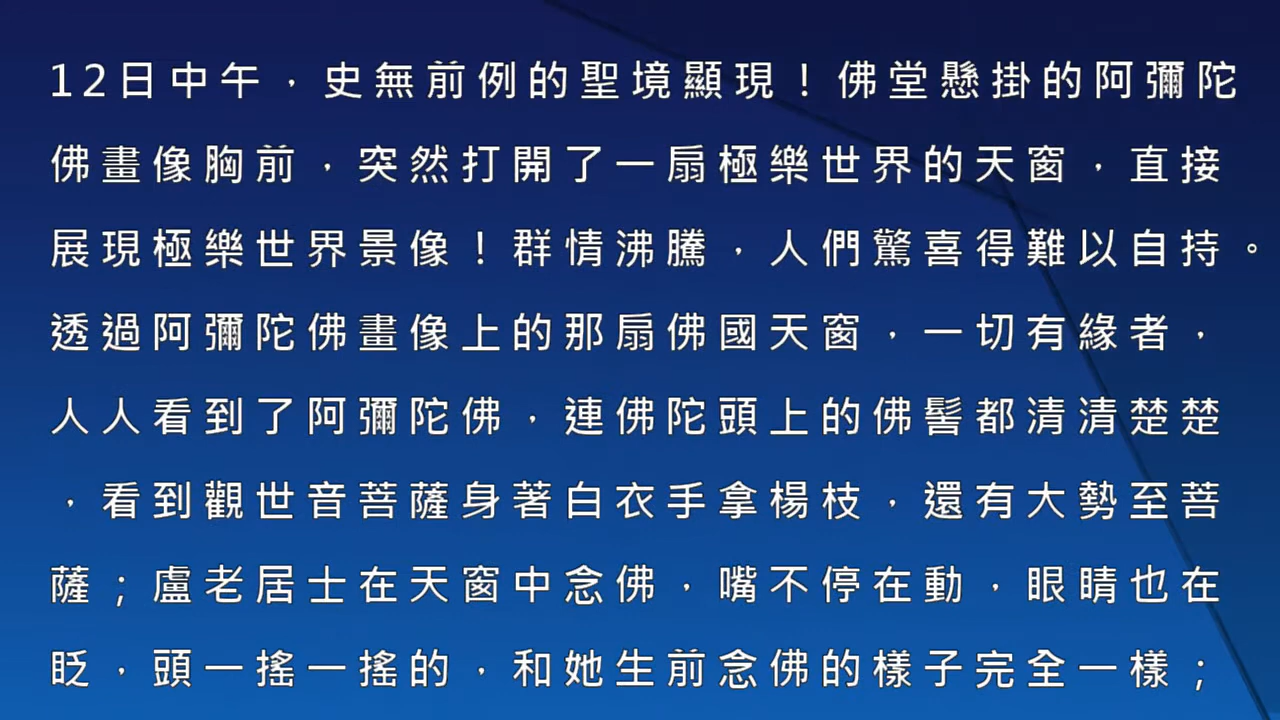 12日中午，史無前例的聖境顯現！佛堂懸掛的阿彌陀
佛畫像胸前，突然打開了一扇極樂世界的天窗，直接
展現極樂世界景像！群情沸騰，人們驚喜得難以自持。
透過阿彌陀佛畫像上的那扇佛國天窗，一切有緣者，
人人看到了阿彌陀佛，連佛陀頭上的佛髻都清清楚楚
，看到觀世音菩薩身著白衣手拿楊枝，還有大勢至菩
薩；盧老居士在天窗中念佛，嘴不停在動，眼睛也在
眨，頭一搖一搖的，和她生前念佛的樣子完全一樣；